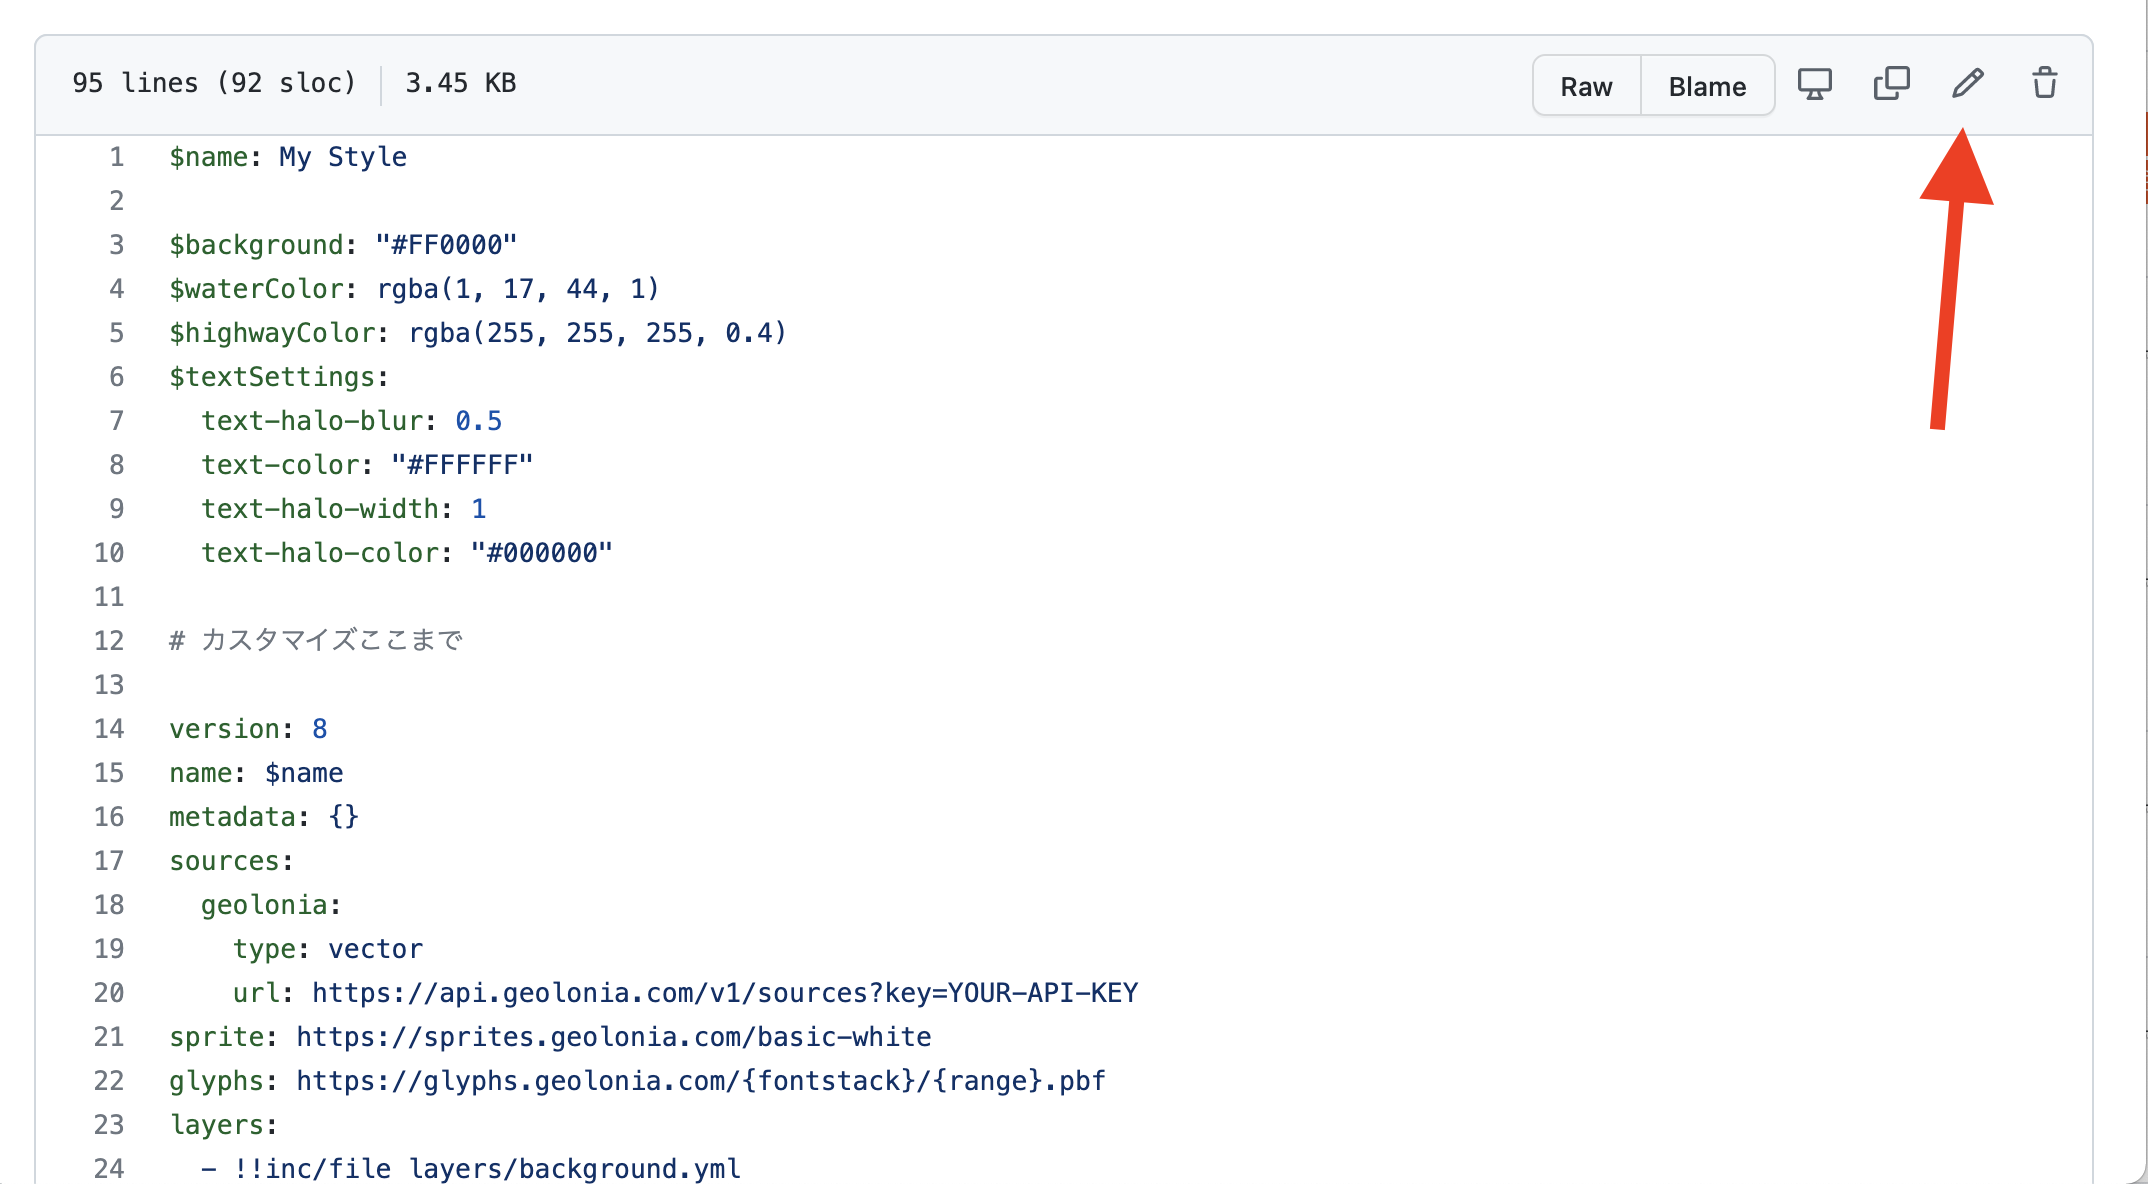 95 lines (92 sloc) 3.45 KB Raw Blame
1 $name: My Style
2
3 $background: "#FF0000"
4 $waterColor: rgba(1, 17, 44, 1)
5 $highwayColor: rgba(255, 255, 255, 0.4)
6 $textSettings:
7   text-halo-blur: 0.5
8   text-color: "#FFFFFF"
9   text-halo-width: 1
10   text-halo-color: "#000000"
11
12 # カスタマイズここまで
13
14 version: 8
15 name: $name
16 metadata: {}
17 sources:
18   geolonia:
19     type: vector
20     url: https://api.geolonia.com/v1/sources?key=YOUR-API-KEY
21 sprite: https://sprites.geolonia.com/basic-white
22 glyphs: https://glyphs.geolonia.com/{fontstack}/{range}.pbf
23 layers:
24   - !!inc/file layers/background.yml